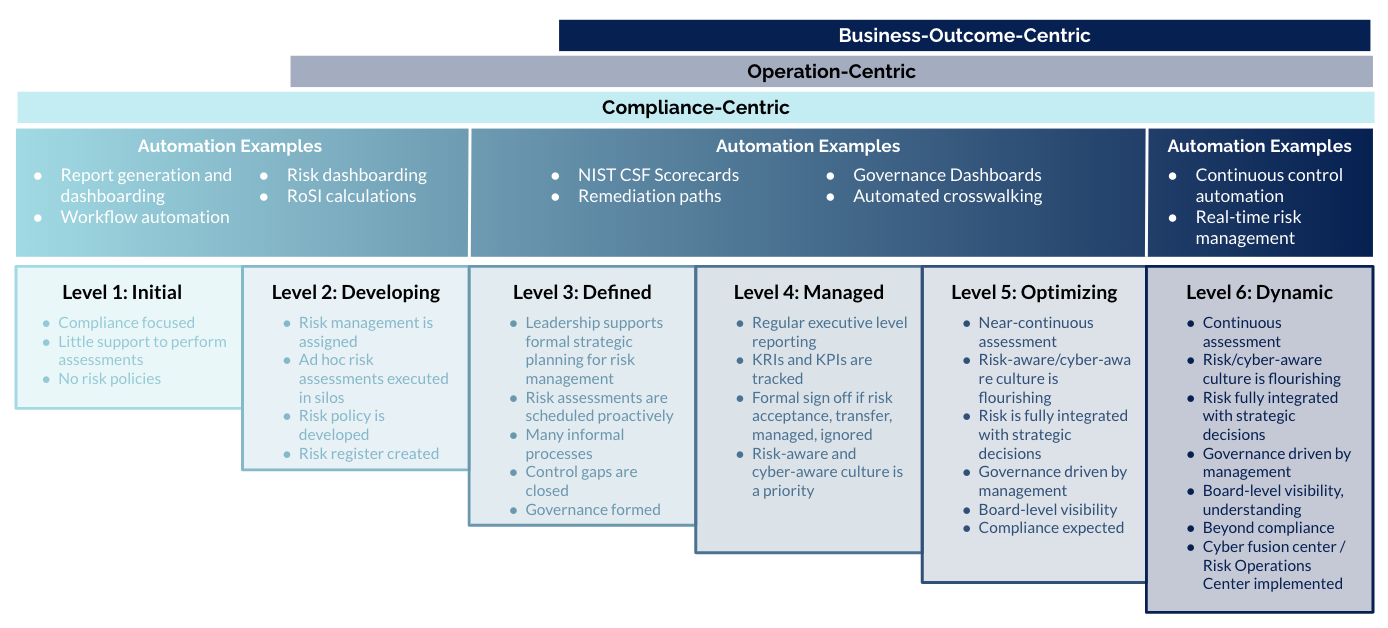 Business-Outcome-Centric
Operation-Centric
Compliance-Centric
Automation Examples
● Report generation and
dashboarding
● Workflow automation
● Risk dashboarding
● RoSI calculations
Automation Examples
● NIST CSF Scorecards
● Remediation paths
● Governance Dashboards
● Automated crosswalking
Automation Examples
● Continuous control
automation
● Real-time risk
management
Level 1: Initial
● Compliance focused
● Little support to perform
assessments
● No risk policies
Level 2: Developing
● Risk management is
assigned
● Ad hoc risk
assessments executed
in silos
● Risk policy is
developed
● Risk register created
Level 3: Defined
● Leadership supports
formal strategic
planning for risk
management
● Risk assessments are
scheduled proactively
● Many informal
processes
● Control gaps are
closed
● Governance formed
Level 4: Managed
● Regular executive level
reporting
● KRIs and KPIs are
tracked
● Formal sign off if risk
acceptance, transfer,
managed, ignored
● Risk-aware and
cyber-aware culture is
a priority
Level 5: Optimizing
● Near-continuous
assessment
● Risk-aware/cyber-awa
re culture is
flourishing
● Risk is fully integrated
with strategic
decisions
● Governance driven by
management
● Board-level visibility
● Compliance expected
Level 6: Dynamic
● Continuous
assessment
● Risk/cyber-aware
culture is flourishing
● Risk fully integrated
with strategic
decisions
● Governance driven by
management
● Board-level visibility,
understanding
● Beyond compliance
● Cyber fusion center /
Risk Operations
Center implemented